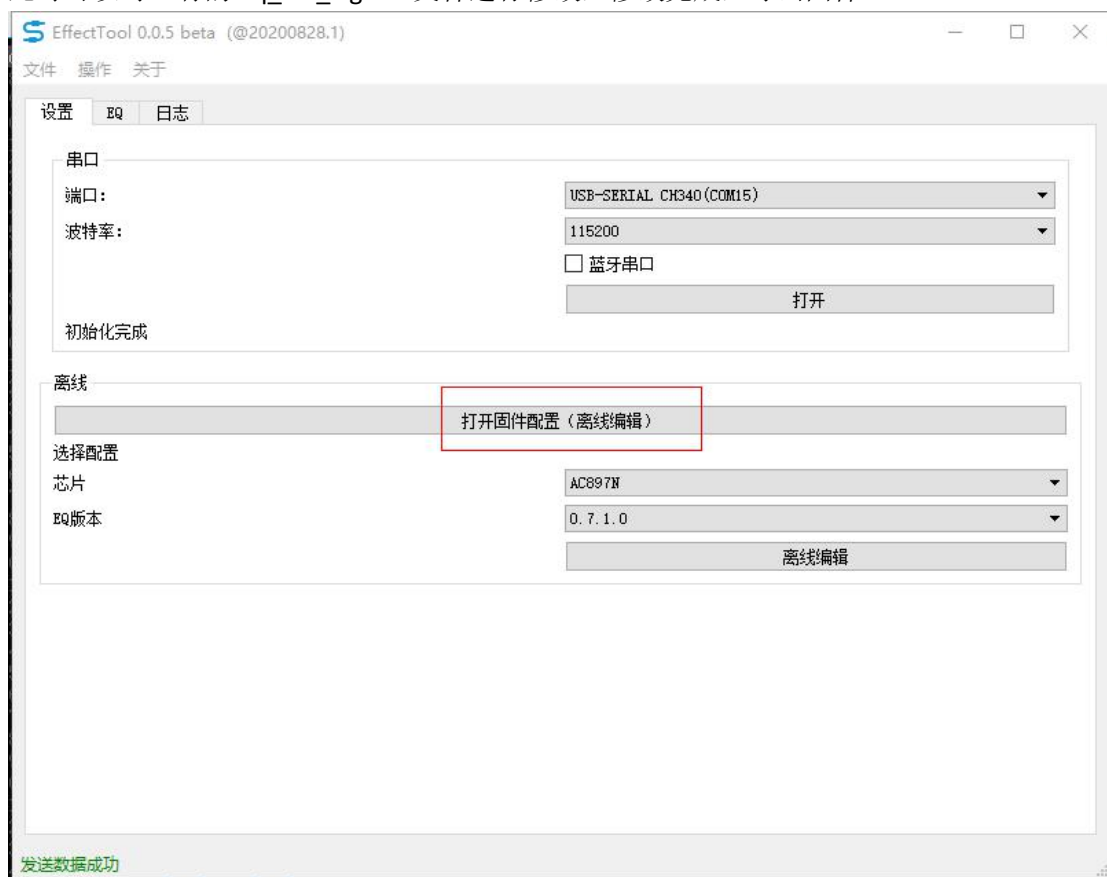 EffectTool 0.0.5 beta (@20200828.1)
文件 操作 关于
设置 EQ 日志
串口
端口: USB-SERIAL CH340(COM15)
波特率: 115200
蓝牙串口
打开
初始化完成
离线
打开固件配置（离线编辑）
选择配置
芯片 AC897N
EQ版本 0.7.1.0
离线编辑
发送数据成功